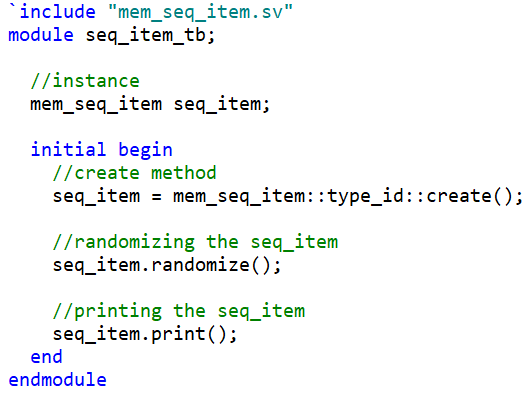 `include "mem_seq_item.sv"
module seq_item_tb;
//instance
mem_seq_item seq_item;
initial begin
//create method
seq_item = mem_seq_item::type_id::create();
//randomizing the seq_item
seq_item.randomize();
//printing the seq_item
seq_item.print();
end
endmodule